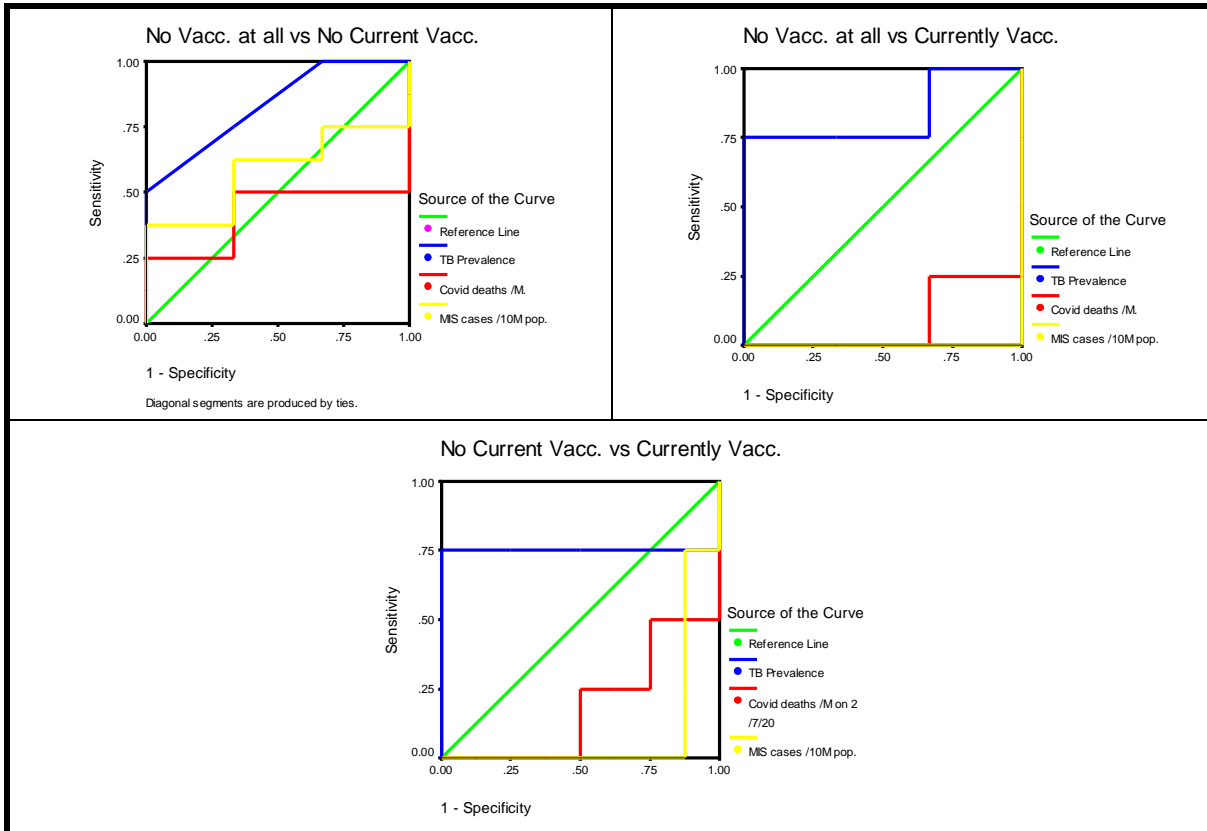 No Vacc. at all vs No Current Vacc.
1.00
.75
.50
.25
0.00
Sensitivity
0.00 .25 .50 .75 1.00
1 - Specificity
Diagonal segments are produced by ties.
Source of the Curve
Reference Line
TB Prevalence
Covid deaths /M.
MIS cases /10M pop.
No Vacc. at all vs Currently Vacc.
1.00
.75
.50
.25
0.00
Sensitivity
0.00 .25 .50 .75 1.00
1 - Specificity
Source of the Curve
Reference Line
TB Prevalence
Covid deaths /M.
MIS cases /10M pop.
No Current Vacc. vs Currently Vacc.
1.00
.75
.50
.25
0.00
Sensitivity
0.00 .25 .50 .75 1.00
1 - Specificity
Source of the Curve
Reference Line
TB Prevalence
Covid deaths /M on 2
/7/20
MIS cases /10M pop.